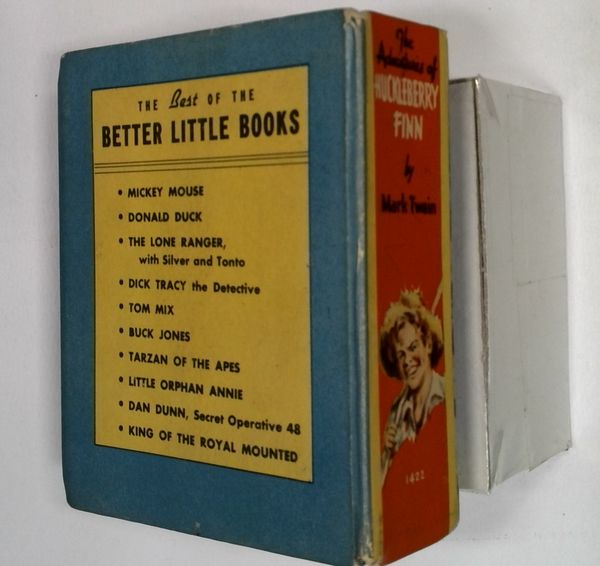 THE Best OF THE
BETTER LITTLE BOOKS
• MICKEY MOUSE
• DONALD DUCK
• THE LONE RANGER,
with Silver and Tonto
• DICK TRACY the Detective
• TOM MIX
• BUCK JONES
• TARZAN OF THE APES
• LITTLE ORPHAN ANNIE
• DAN DUNN, Secret Operative 48
• KING OF THE ROYAL MOUNTED
The
Adventures of
HUCKLEBERRY
FINN
by
Mark Twain
1422